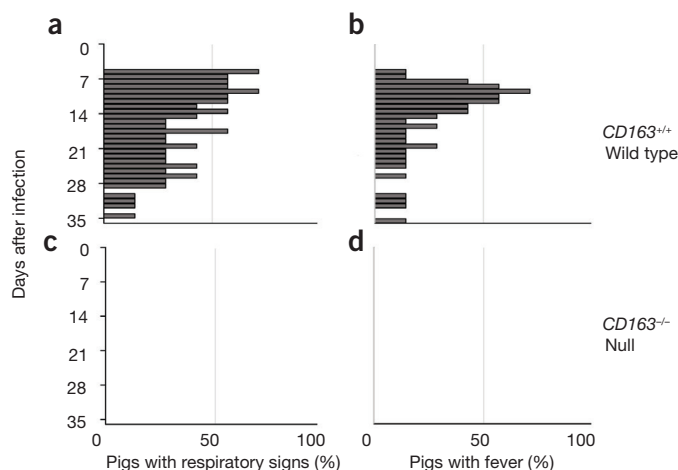 a
b
0
7
14
21
28
35
CD163+/+
Wild type
Days after infection
c
d
0
7
14
21
28
35
CD163–/–
Null
0 50 100
0 50 100
Pigs with respiratory signs (%)
Pigs with fever (%)